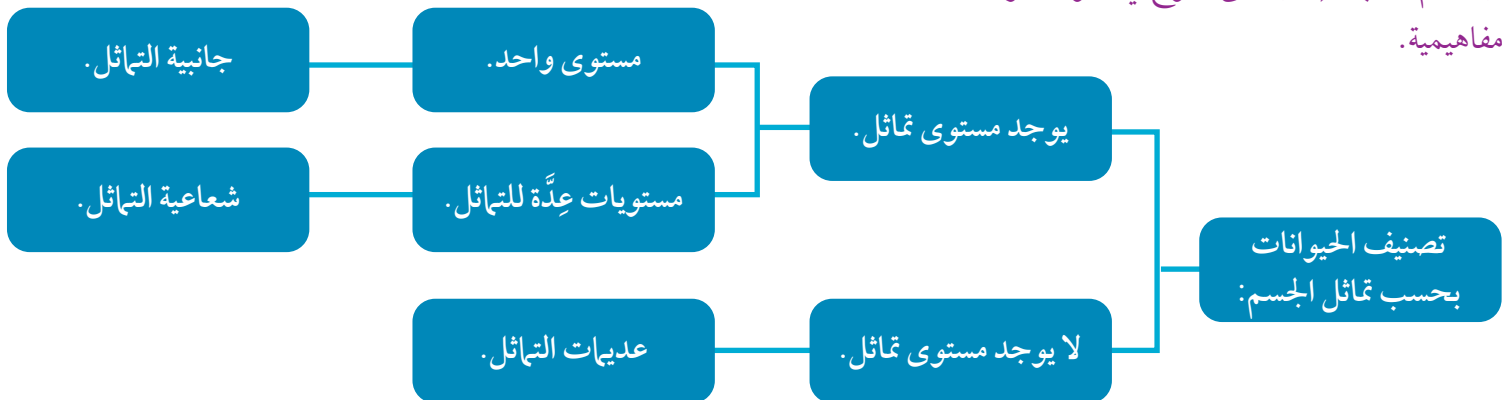 مفاهيمية.
تصنيف الحيوانات
بحسب تماثل الجسم:
يوجد مستوى تماثل.
مستوى واحد.
جانبية التماثل.
مستويات عِدَّة للتماثل.
شعاعية التماثل.
لا يوجد مستوى تماثل.
عديمات التماثل.